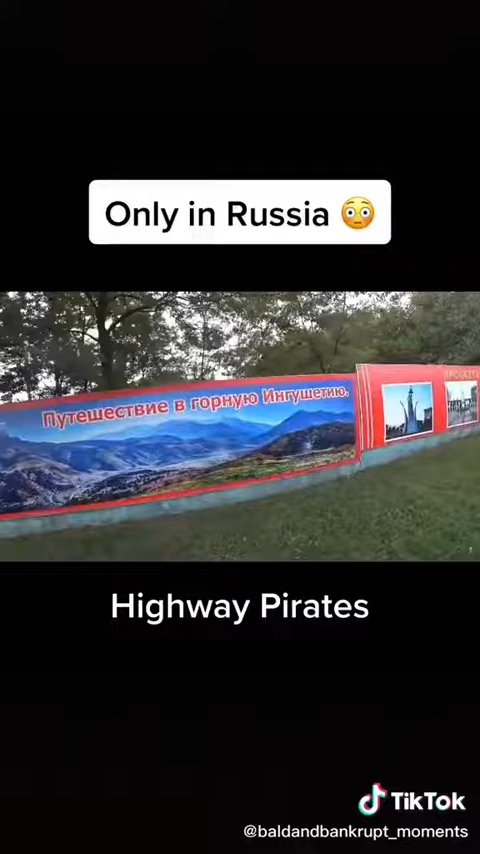 Only in Russia 😳
Путешествие в горную Ингушетию.
Highway Pirates
TikTok
@baldandbankrupt_moments